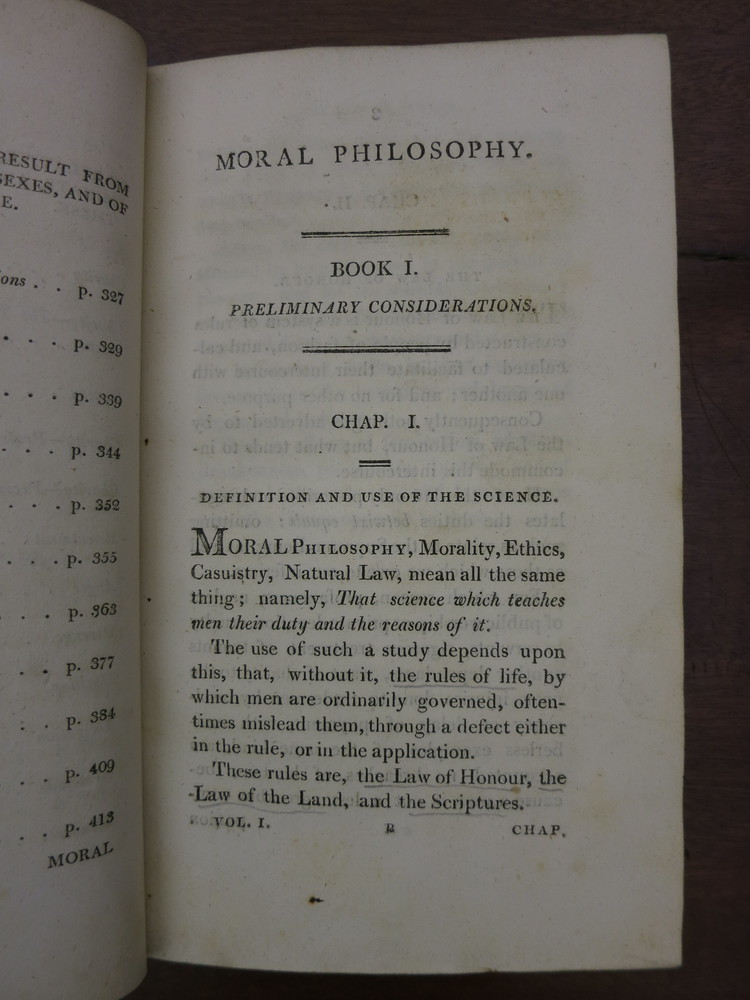 RESULT FROM
SEXES, AND OF
E.
ons . . p. 327
. . . p. 329
. . . p. 339
. . . p. 344
. . . p. 352
. . . p. 355
. . p. 363
. . p. 377
. . p. 384
. . p. 409
. . p. 413
MORAL
MORAL PHILOSOPHY.
BOOK I.
PRELIMINARY CONSIDERATIONS.
CHAP. I.
DEFINITION AND USE OF THE SCIENCE.
MORAL PHILOSOPHY, Morality, Ethics,
Casuistry, Natural Law, mean all the same
thing; namely, That science which teaches
men their duty and the reasons of it.
The use of such a study depends upon
this, that, without it, the rules of life, by
which men are ordinarily governed, often-
times mislead them, through a defect either
in the rule, or in the application.
These rules are, the Law of Honour, the
Law of the Land, and the Scriptures.
VOL. I. B CHAP.